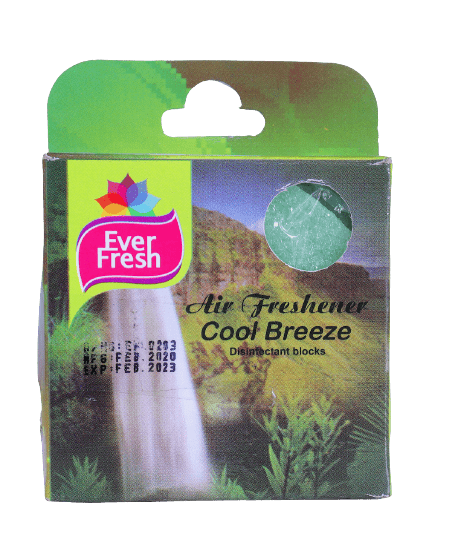 Ever
Fresh
Air Freshener
Cool Breeze
Disinfectant blocks
MFG:FEB.2020
EXP:FEB.2023